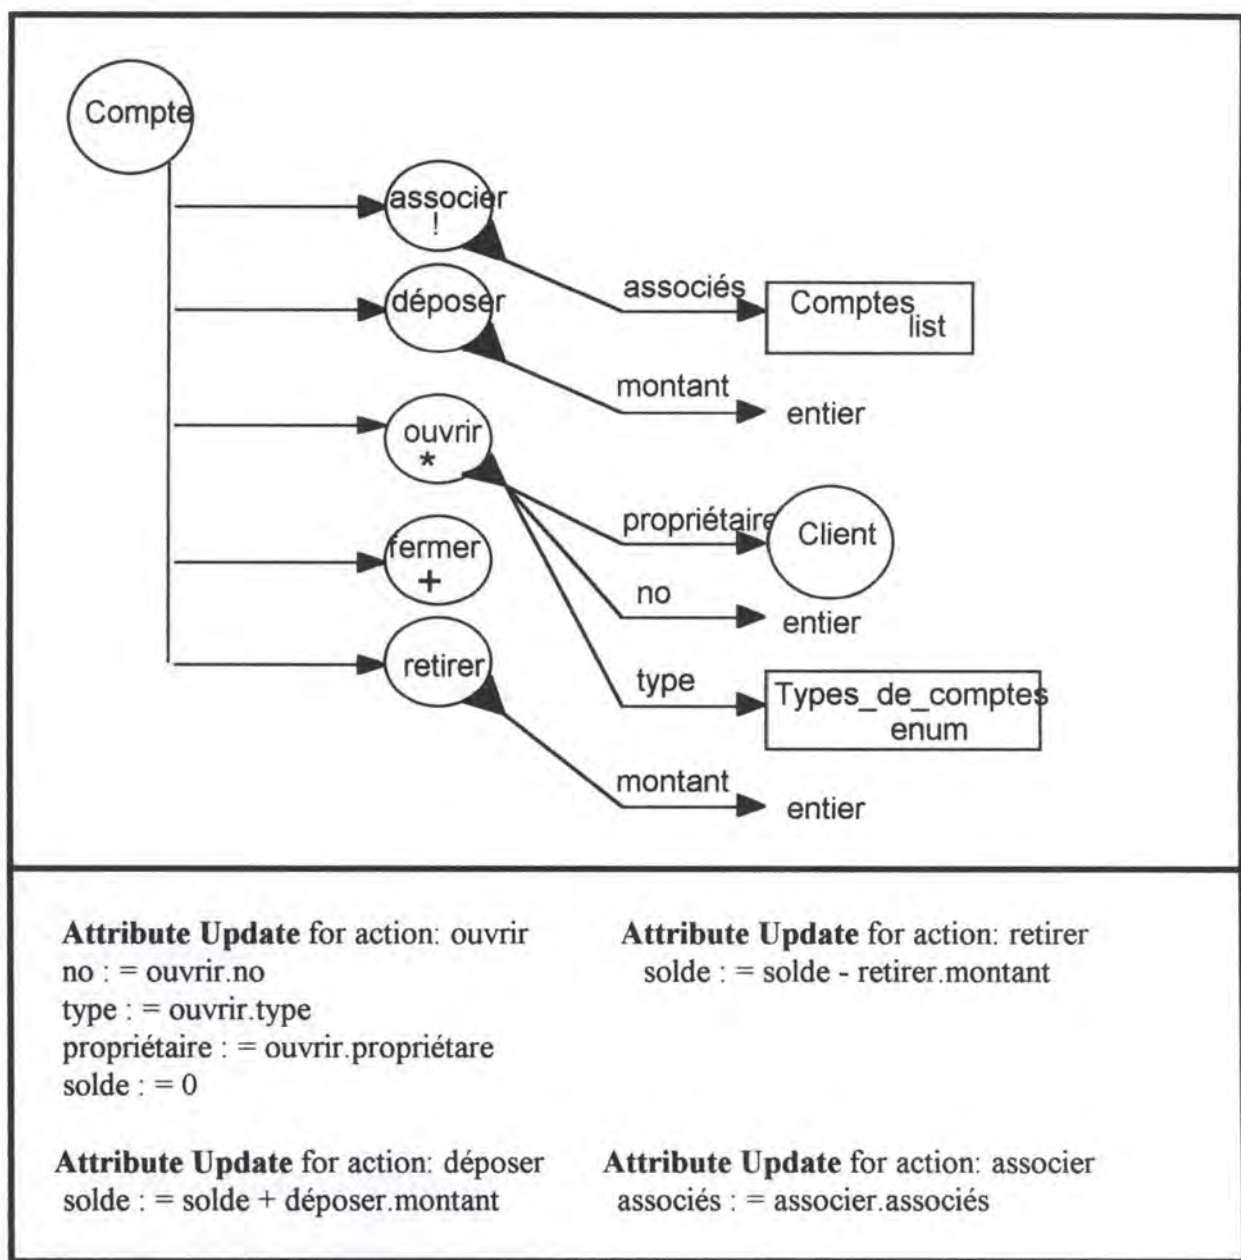 Compte
associer
!
associés
Comptes
list
déposer
montant
entier
ouvrir
*
propriétaire
Client
fermer
+
no
entier
retirer
type
Types_de_comptes
enum
montant
entier
Attribute Update for action: ouvrir
no : = ouvrir.no
type : = ouvrir.type
propriétaire : = ouvrir.propriétare
solde : = 0
Attribute Update for action: retirer
solde : = solde - retirer.montant
Attribute Update for action: déposer
solde : = solde + déposer.montant
Attribute Update for action: associer
associés : = associer.associés